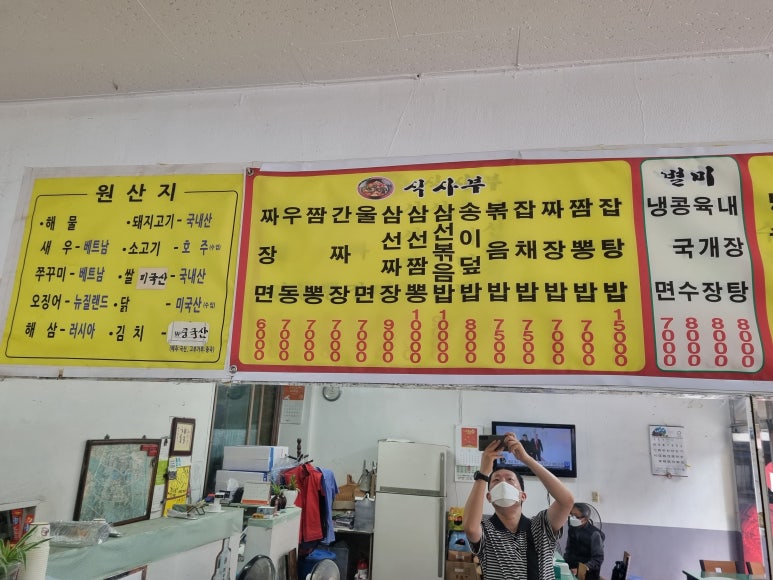 원산지
•해물
새우-베트남
쭈꾸미-베트남
오징어-뉴질랜드
해삼-러시아
•돼지고기-국내산
•소고기-호주
•쌀 미국산-국내산
•닭-미국산
•김치-
식사부
짜장면 6000
우동 7000
짬뽕 7000
간짜장 7000
울면 7000
삼선짜장 9000
삼선짬뽕 10000
삼선볶음밥 10000
송이덮밥 8000
볶음밥 7500
잡채밥 7500
짜장밥 7000
짬뽕밥 7000
잡탕밥 15000
별미
냉면 7000
콩국수 8000
육개장 8000
내장탕 8000